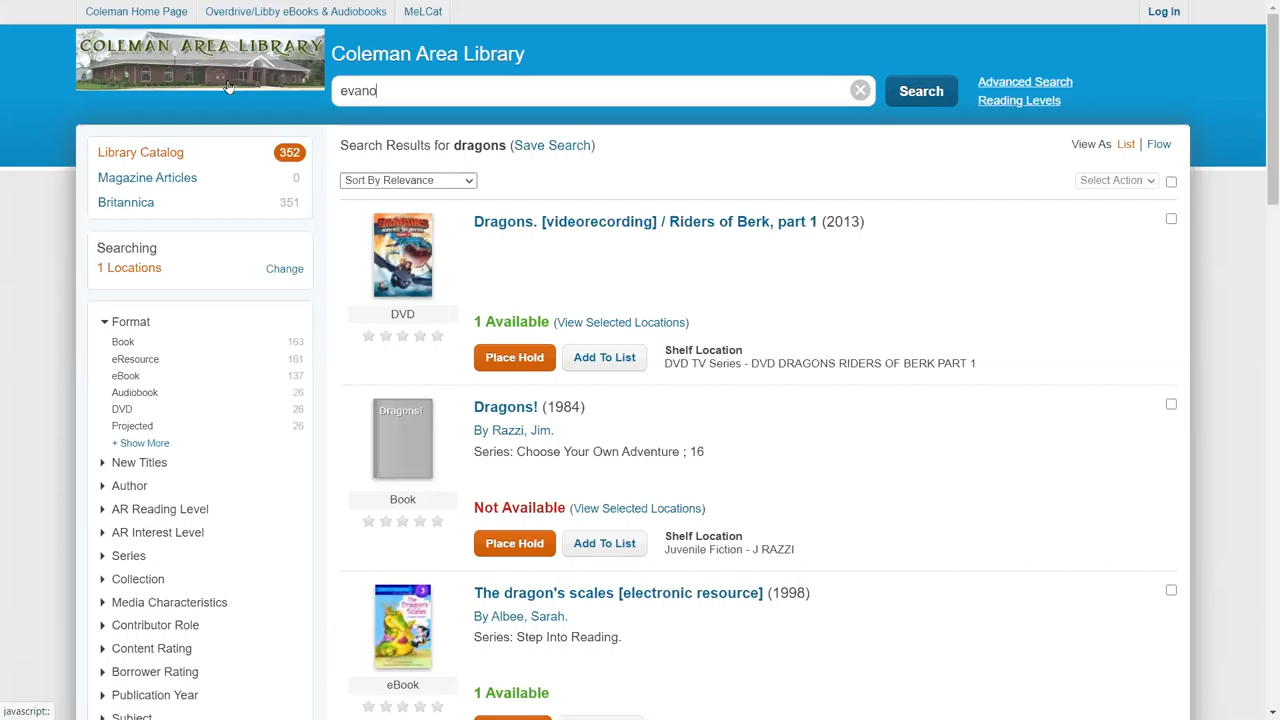 Coleman Home Page
Overdrive/Libby eBooks & Audiobooks
MeLCat
Log In
COLEMAN AREA LIBRARY
Coleman Area Library
evano
Search
Advanced Search
Reading Levels
Library Catalog 352
Magazine Articles 0
Britannica 351
Searching
1 Locations Change
Format
Book 163
eResource 161
eBook 137
Audiobook 26
DVD 26
Projected 26
+ Show More
New Titles
Author
AR Reading Level
AR Interest Level
Series
Collection
Media Characteristics
Contributor Role
Content Rating
Borrower Rating
Publication Year
Subject
Search Results for dragons (Save Search)
View As List | Flow
Sort By Relevance
Select Action
DRAGONS
RIDERS OF BERK
DVD
Dragons. [videorecording] / Riders of Berk, part 1 (2013)
1 Available (View Selected Locations)
Place Hold
Add To List
Shelf Location
DVD TV Series - DVD DRAGONS RIDERS OF BERK PART 1
Dragons!
Book
Dragons! (1984)
By Razzi, Jim.
Series: Choose Your Own Adventure ; 16
Not Available (View Selected Locations)
Place Hold
Add To List
Shelf Location
Juvenile Fiction - J RAZZI
The Dragon's Scales
eBook
The dragon's scales [electronic resource] (1998)
By Albee, Sarah.
Series: Step Into Reading.
1 Available
javascript:;